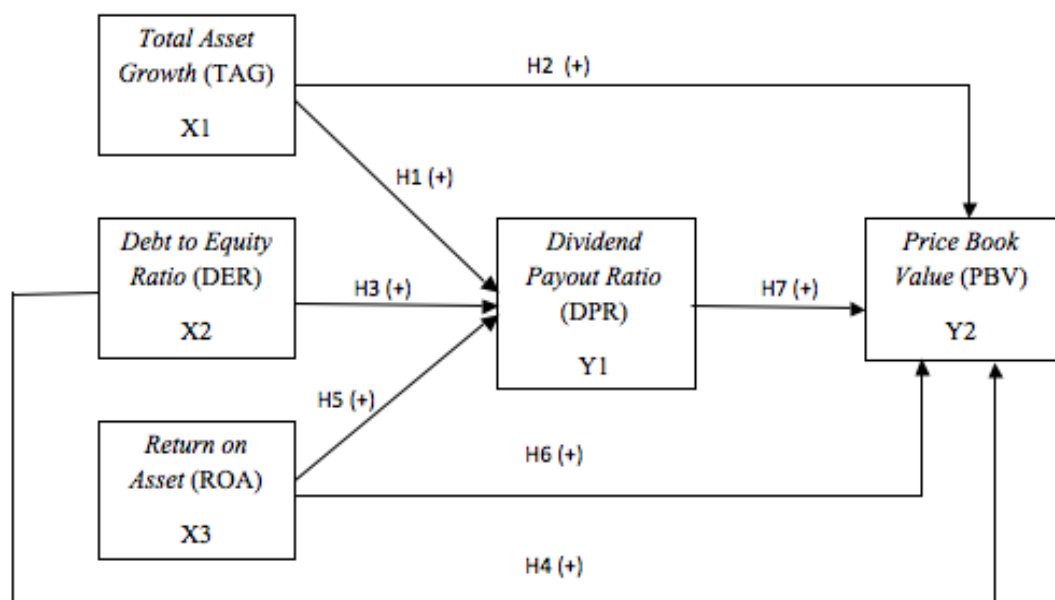 Total Asset
Growth (TAG)
X1
H2 (+)
H1 (+)
Debt to Equity
Ratio (DER)
X2
H3 (+)
Dividend
Payout Ratio
(DPR)
Y1
H7 (+)
Price Book
Value (PBV)
Y2
H5 (+)
Return on
Asset (ROA)
X3
H6 (+)
H4 (+)